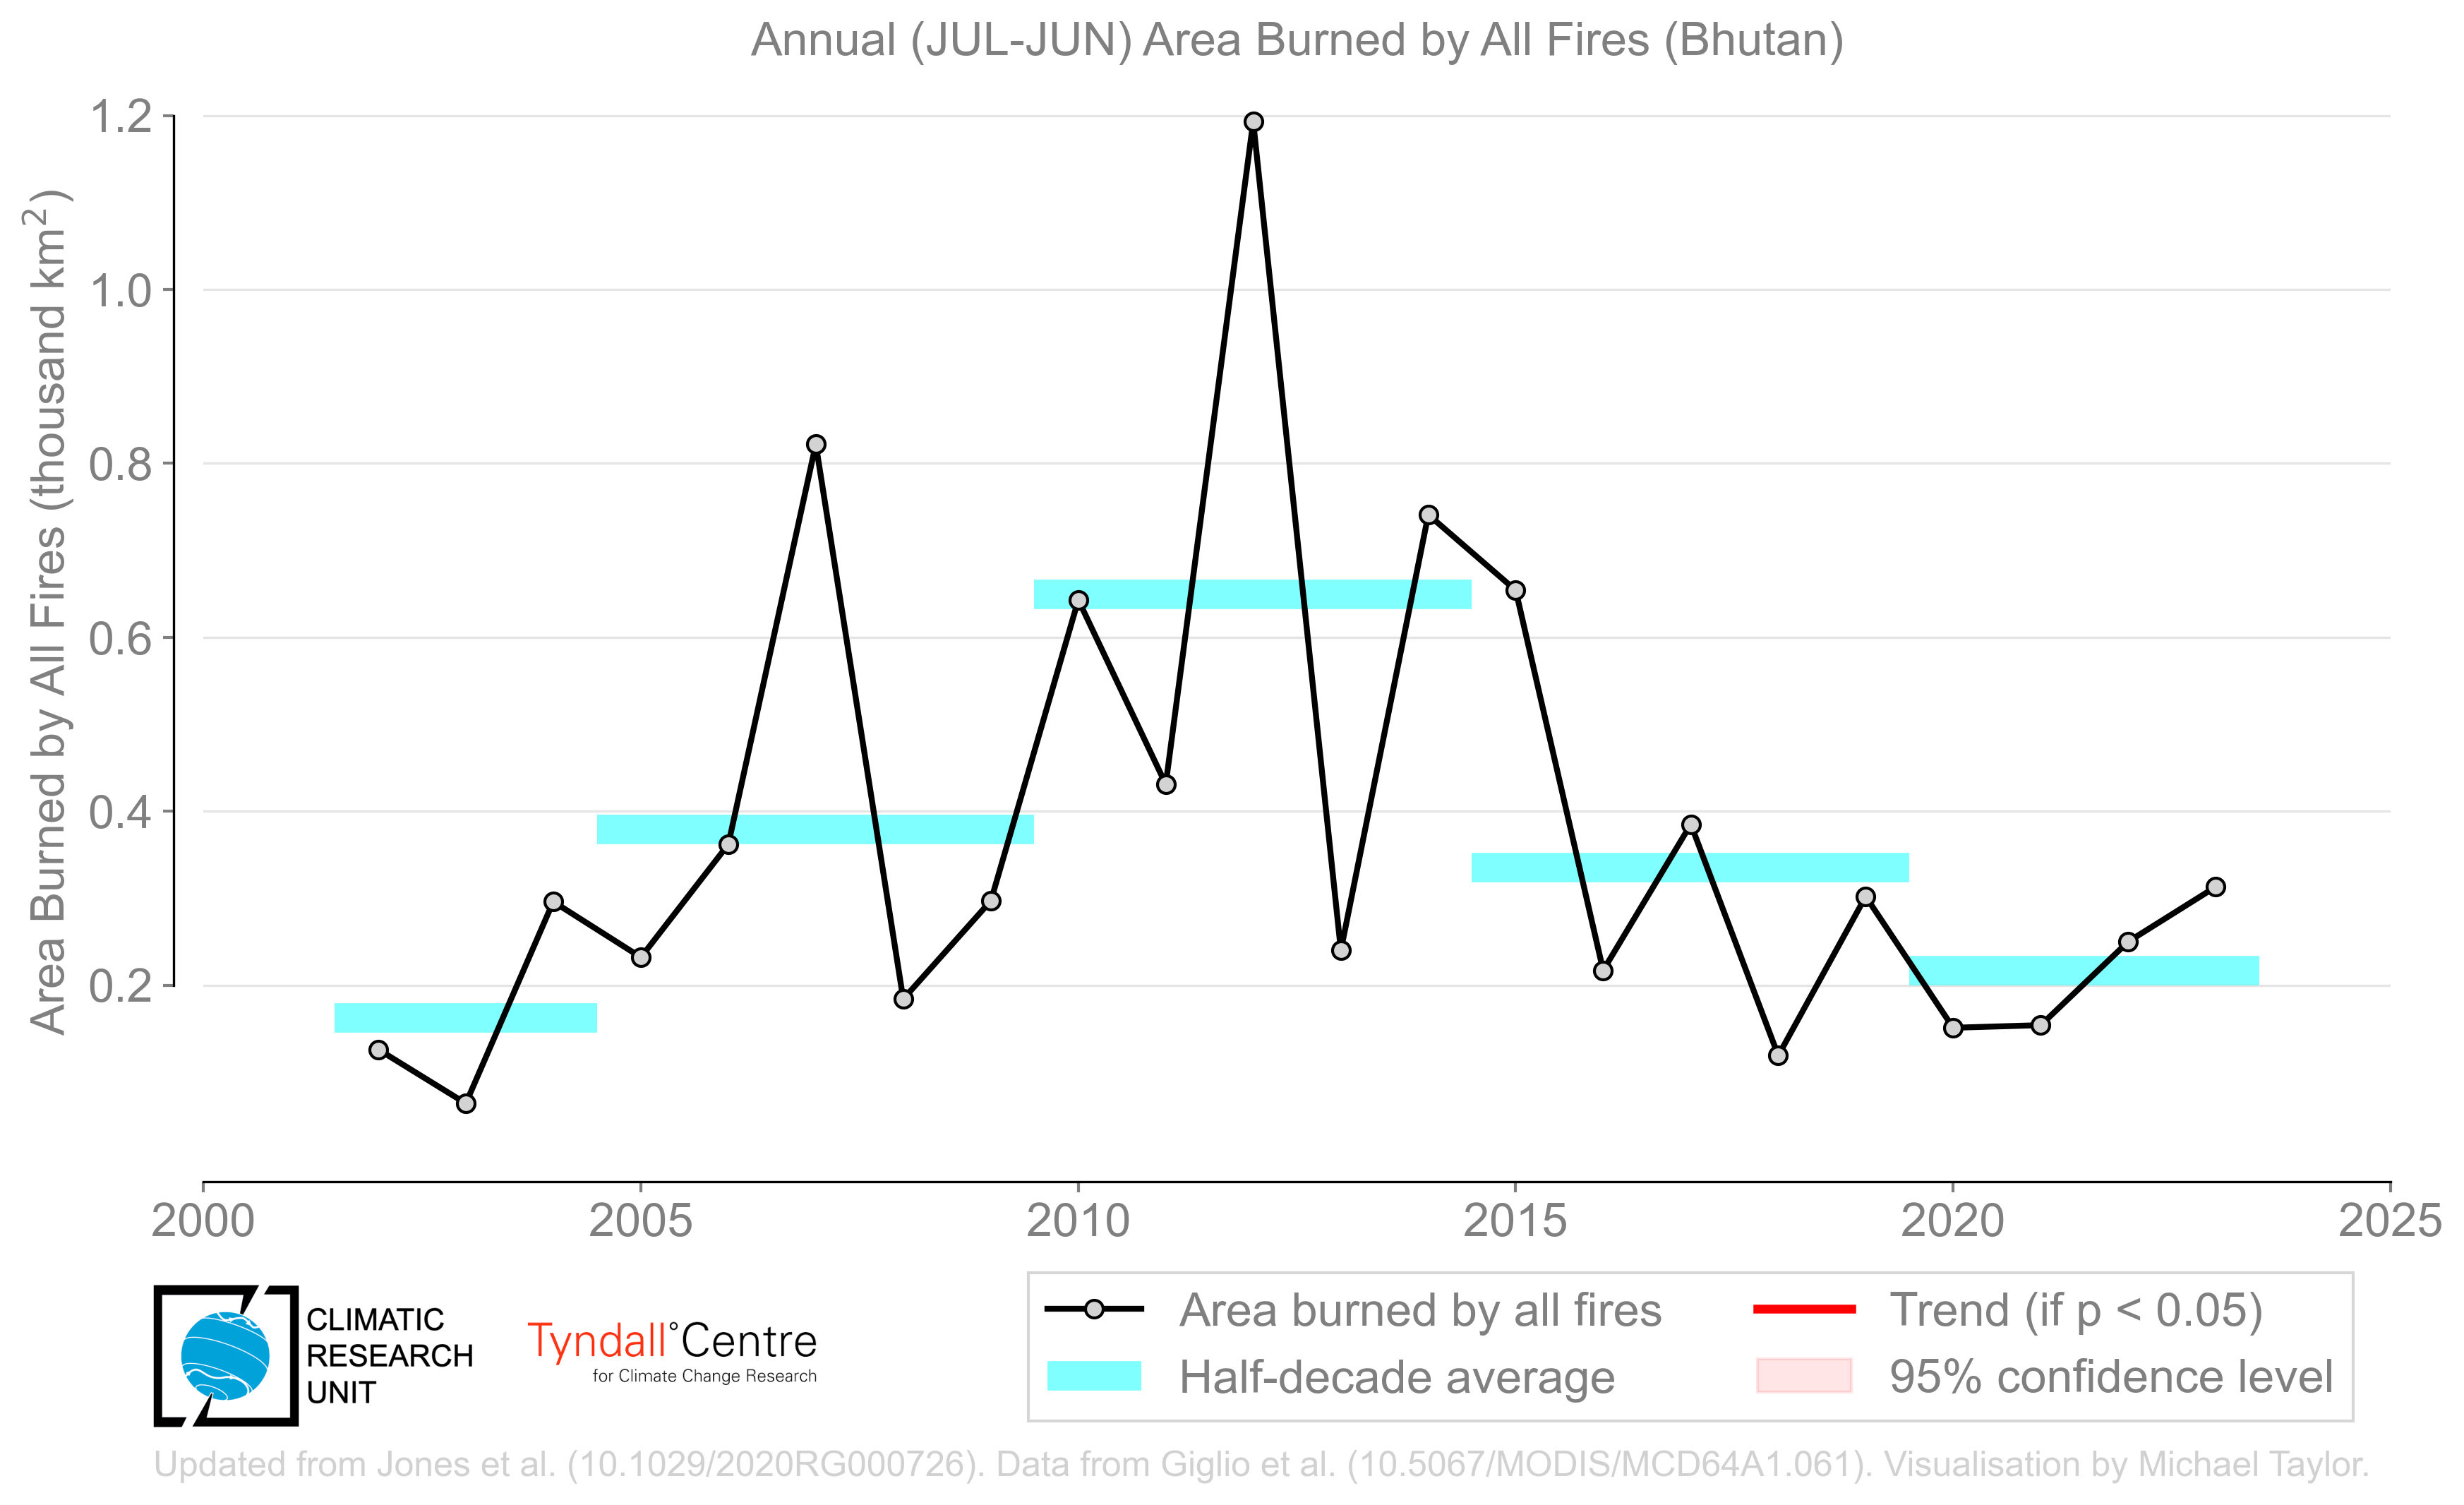 Annual (JUL-JUN) Area Burned by All Fires (Bhutan)
Area Burned by All Fires (thousand km²)
1.2
1.0
0.8
0.6
0.4
0.2
2000 2005 2010 2015 2020 2025
CLIMATIC
RESEARCH
UNIT
Tyndall°Centre
for Climate Change Research
Area burned by all fires
Half-decade average
Trend (if p < 0.05)
95% confidence level
Updated from Jones et al. (10.1029/2020RG000726). Data from Giglio et al. (10.5067/MODIS/MCD64A1.061). Visualisation by Michael Taylor.